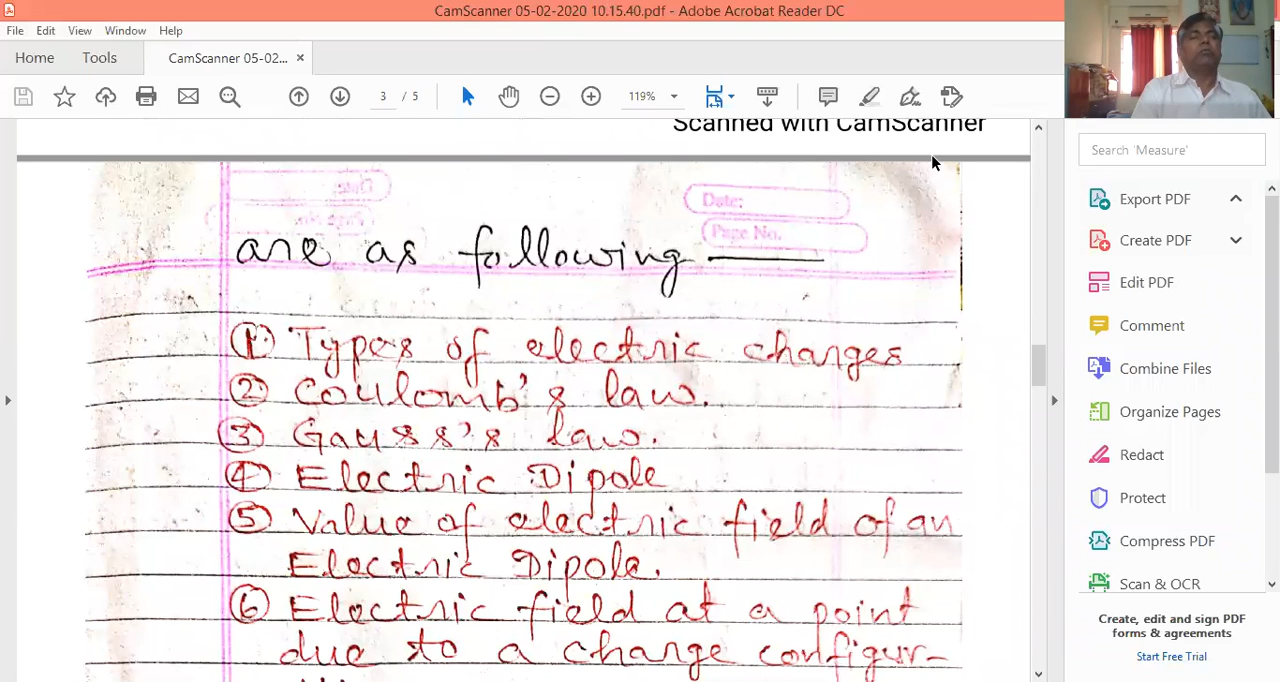 CamScanner 05-02-2020 10.15.40.pdf - Adobe Acrobat Reader DC
File Edit View Window Help
Home Tools CamScanner 05-02... ×
3 / 5 119%
Scanned with CamScanner
Date:
Page No.
are as following —
① Types of electric charges
② Coulomb's law.
③ Gauss's law.
④ Electric Dipole
⑤ Value of electric field of an
Electric Dipole.
⑥ Electric field at a point
due to a charge configur-
Search 'Measure'
Export PDF
Create PDF
Edit PDF
Comment
Combine Files
Organize Pages
Redact
Protect
Compress PDF
Scan & OCR
Create, edit and sign PDF
forms & agreements
Start Free Trial